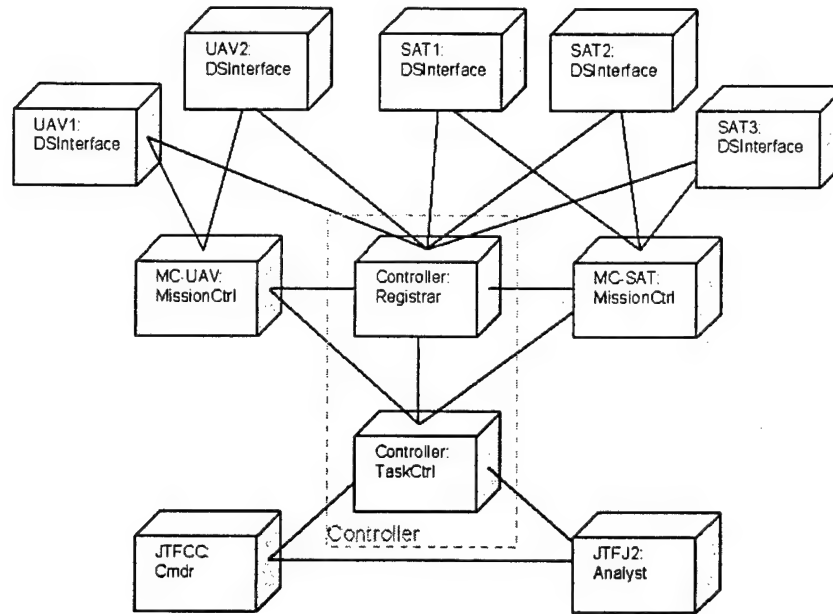 UAV2:
DSInterface
SAT1:
DSInterface
SAT2:
DSInterface
UAV1:
DSInterface
SAT3:
DSInterface
MC-UAV:
MissionCtrl
Controller:
Registrar
MC-SAT:
MissionCtrl
Controller:
TaskCtrl
Controller
JTFCC:
Cmdr
JTFJ2:
Analyst